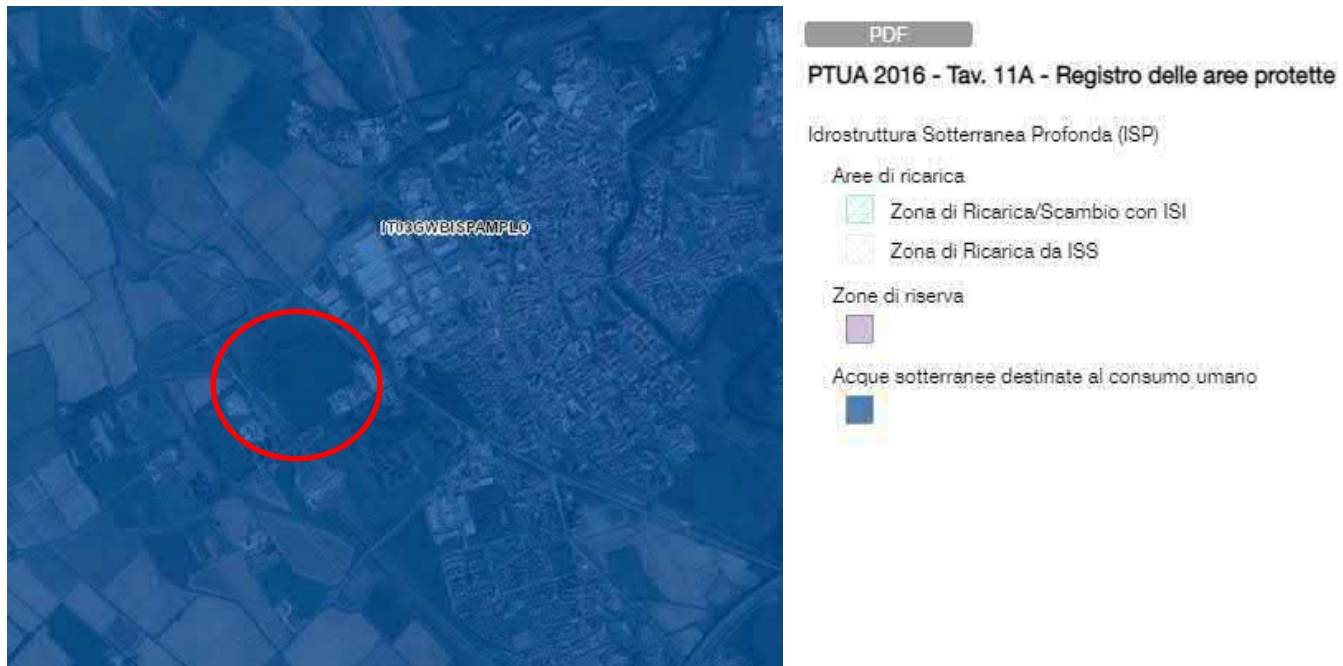 IT03GWBISPAMPLO
PDF
PTUA 2016 - Tav. 11A - Registro delle aree protette
Idrostruttura Sotterranea Profonda (ISP)
Aree di ricarica
Zona di Ricarica/Scambio con ISI
Zona di Ricarica da ISS
Zone di riserva
Acque sotterranee destinate al consumo umano